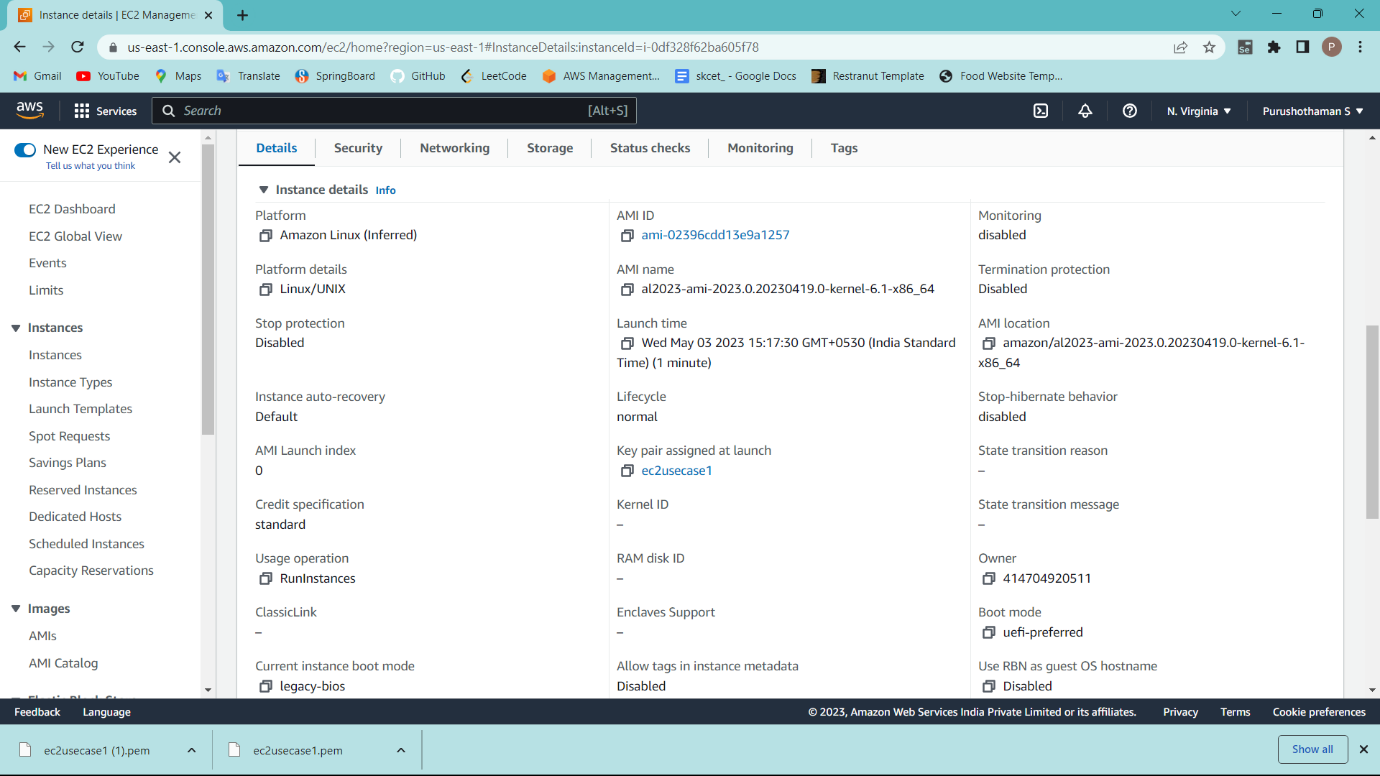 Instance details | EC2 Manageme
us-east-1.console.aws.amazon.com/ec2/home?region=us-east-1#InstanceDetails:instanceId=i-0df328f62ba605f78
Se
P
Gmail YouTube Maps Translate SpringBoard GitHub LeetCode AWS Management... skcet_ - Google Docs Restranut Template Food Website Temp...
aws Services Search [Alt+S] N. Virginia Purushothaman S
New EC2 Experience
Tell us what you think
EC2 Dashboard
EC2 Global View
Events
Limits
Instances
Instances
Instance Types
Launch Templates
Spot Requests
Savings Plans
Reserved Instances
Dedicated Hosts
Scheduled Instances
Capacity Reservations
Images
AMIs
AMI Catalog
Details Security Networking Storage Status checks Monitoring Tags
Instance details Info
Platform AMI ID Monitoring
Amazon Linux (Inferred) ami-02396cdd13e9a1257 disabled
Platform details AMI name Termination protection
Linux/UNIX al2023-ami-2023.0.20230419.0-kernel-6.1-x86_64 Disabled
Stop protection Launch time AMI location
Disabled Wed May 03 2023 15:17:30 GMT+0530 (India Standard amazon/al2023-ami-2023.0.20230419.0-kernel-6.1-
Time) (1 minute) x86_64
Instance auto-recovery Lifecycle Stop-hibernate behavior
Default normal disabled
AMI Launch index Key pair assigned at launch State transition reason
0 ec2usecase1 –
Credit specification Kernel ID State transition message
standard – –
Usage operation RAM disk ID Owner
RunInstances – 414704920511
ClassicLink Enclaves Support Boot mode
– – uefi-preferred
Current instance boot mode Allow tags in instance metadata Use RBN as guest OS hostname
legacy-bios Disabled Disabled
Feedback Language © 2023, Amazon Web Services India Private Limited or its affiliates. Privacy Terms Cookie preferences
ec2usecase1 (1).pem ec2usecase1.pem Show all